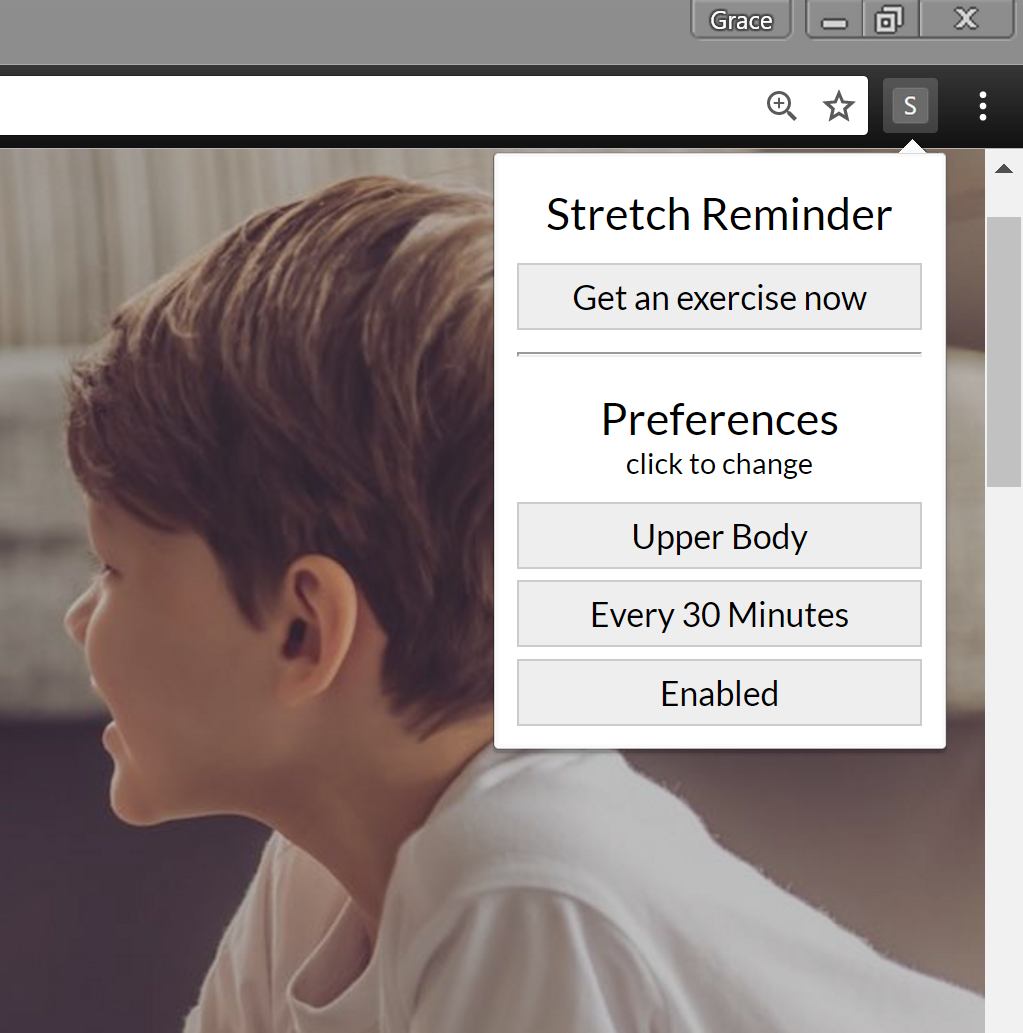 Grace
S
Stretch Reminder
Get an exercise now
Preferences
click to change
Upper Body
Every 30 Minutes
Enabled